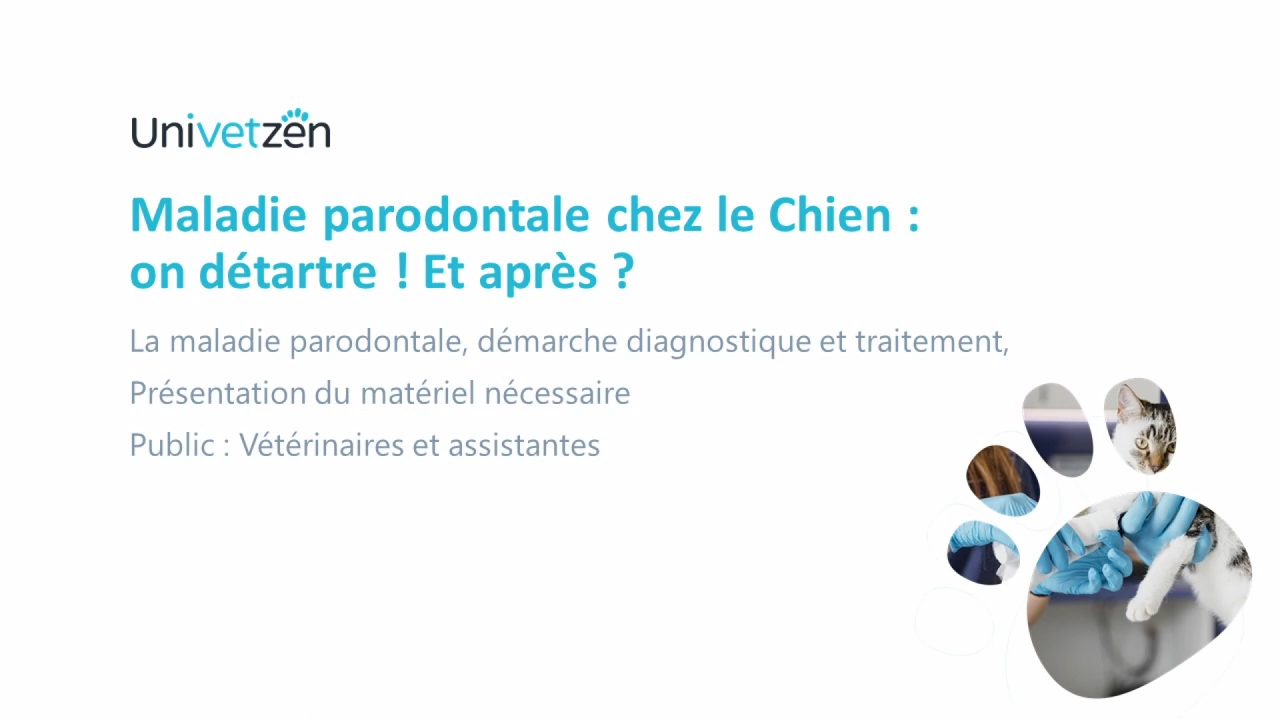 Univetzen
Maladie parodontale chez le Chien :
on détartre ! Et après ?
La maladie parodontale, démarche diagnostique et traitement,
Présentation du matériel nécessaire
Public : Vétérinaires et assistantes